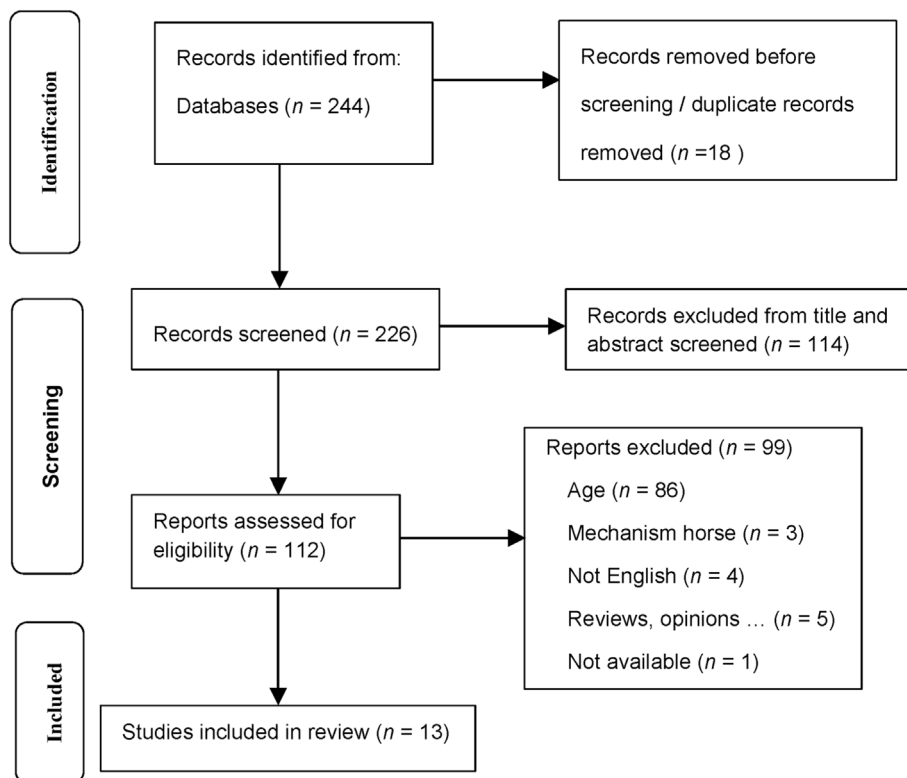 Identification
Records identified from:
Databases (n = 244)
Records removed before
screening / duplicate records
removed (n =18 )
Screening
Records screened (n = 226)
Records excluded from title and
abstract screened (n = 114)
Reports assessed for
eligibility (n = 112)
Reports excluded (n = 99)
Age (n = 86)
Mechanism horse (n = 3)
Not English (n = 4)
Reviews, opinions … (n = 5)
Not available (n = 1)
Included
Studies included in review (n = 13)